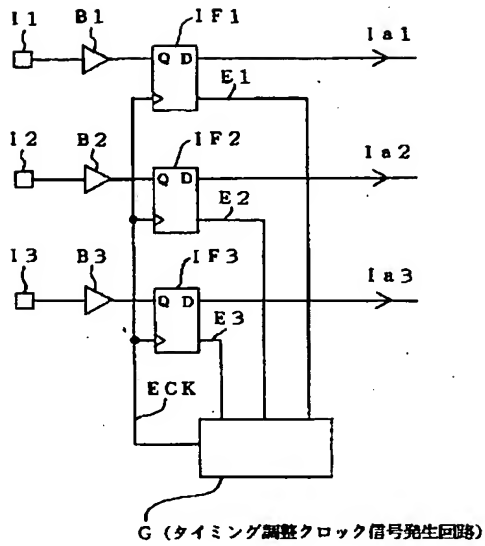 I1 B1 IF1
Q D Ia1
E1
I2 B2 IF2
Q D Ia2
E2
I3 B3 IF3
Q D Ia3
E3
ECK
G (タイミング調整クロック信号発生回路)